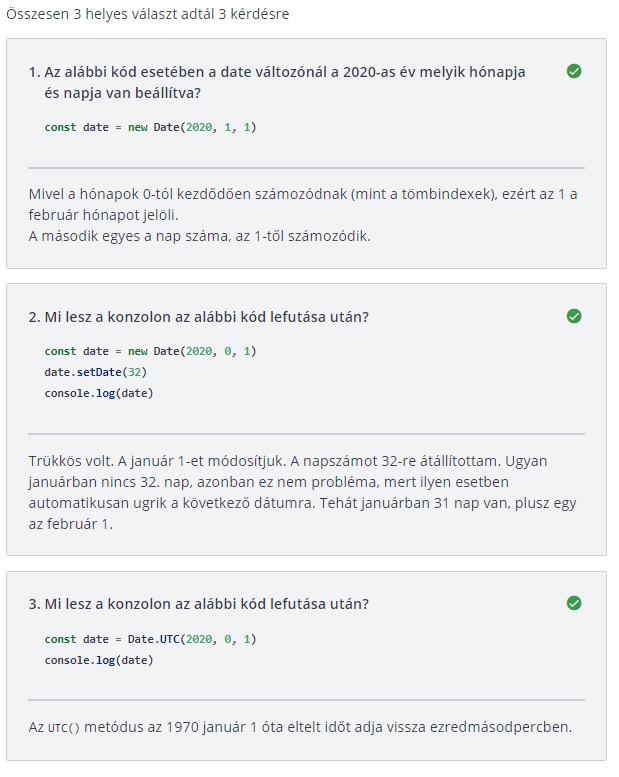 Összesen 3 helyes választ adtál 3 kérdésre
1. Az alábbi kód esetében a date változónál a 2020-as év melyik hónapja
és napja van beállítva?
const date = new Date(2020, 1, 1)
Mivel a hónapok 0-tól kezdődően számozódnak (mint a tömbindexek), ezért az 1 a
február hónapot jelöli.
A második egyes a nap száma, az 1-től számozódik.
2. Mi lesz a konzolon az alábbi kód lefutása után?
const date = new Date(2020, 0, 1)
date.setDate(32)
console.log(date)
Trükkös volt. A január 1-et módosítjuk. A napszámot 32-re átállítottam. Ugyan
januárban nincs 32. nap, azonban ez nem probléma, mert ilyen esetben
automatikusan ugrik a következő dátumra. Tehát januárban 31 nap van, plusz egy
az február 1.
3. Mi lesz a konzolon az alábbi kód lefutása után?
const date = Date.UTC(2020, 0, 1)
console.log(date)
Az UTC() metódus az 1970 január 1 óta eltelt időt adja vissza ezredmásodpercben.